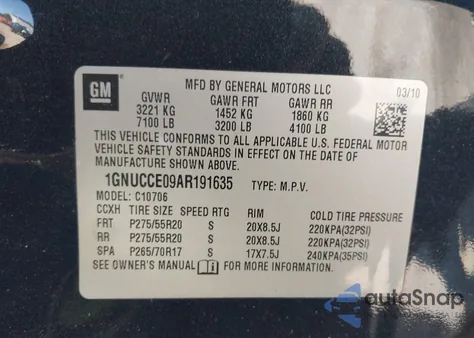 GM
MFD BY GENERAL MOTORS LLC
03/10
GVWR GAWR FRT GAWR RR
3221 KG 1452 KG 1860 KG
7100 LB 3200 LB 4100 LB
THIS VEHICLE CONFORMS TO ALL APPLICABLE U.S. FEDERAL MOTOR
VEHICLE SAFETY STANDARDS IN EFFECT ON THE DATE OF
MANUFACTURE SHOWN ABOVE.
1GNUCCE09AR191635 TYPE: M.P.V.
MODEL: C10706
CCXH TIRE SIZE SPEED RTG RIM COLD TIRE PRESSURE
FRT P275/55R20 S 20X8.5J 220KPA(32PSI)
RR P275/55R20 S 20X8.5J 220KPA(32PSI)
SPA P265/70R17 S 17X7.5J 240KPA(35PSI)
SEE OWNER'S MANUAL FOR MORE INFORMATION.
autoSnap